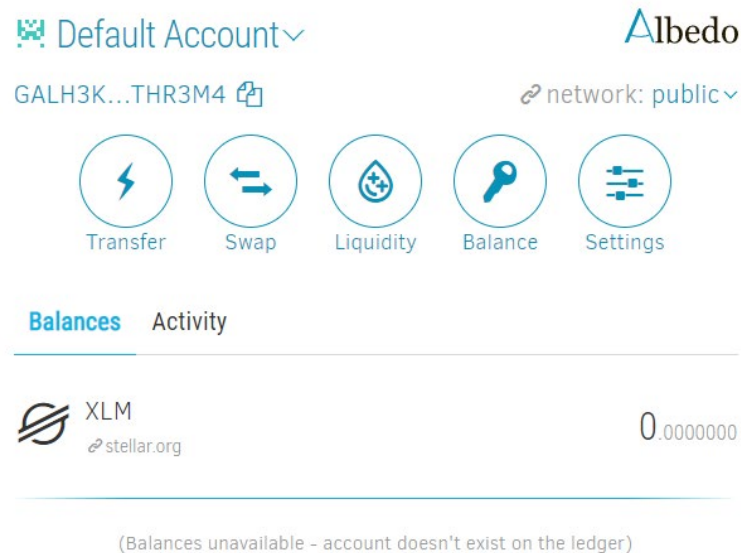 Default Account
Albedo
GALH3K...THR3M4
network: public
Transfer
Swap
Liquidity
Balance
Settings
Balances
Activity
XLM
stellar.org
0.0000000
(Balances unavailable - account doesn't exist on the ledger)